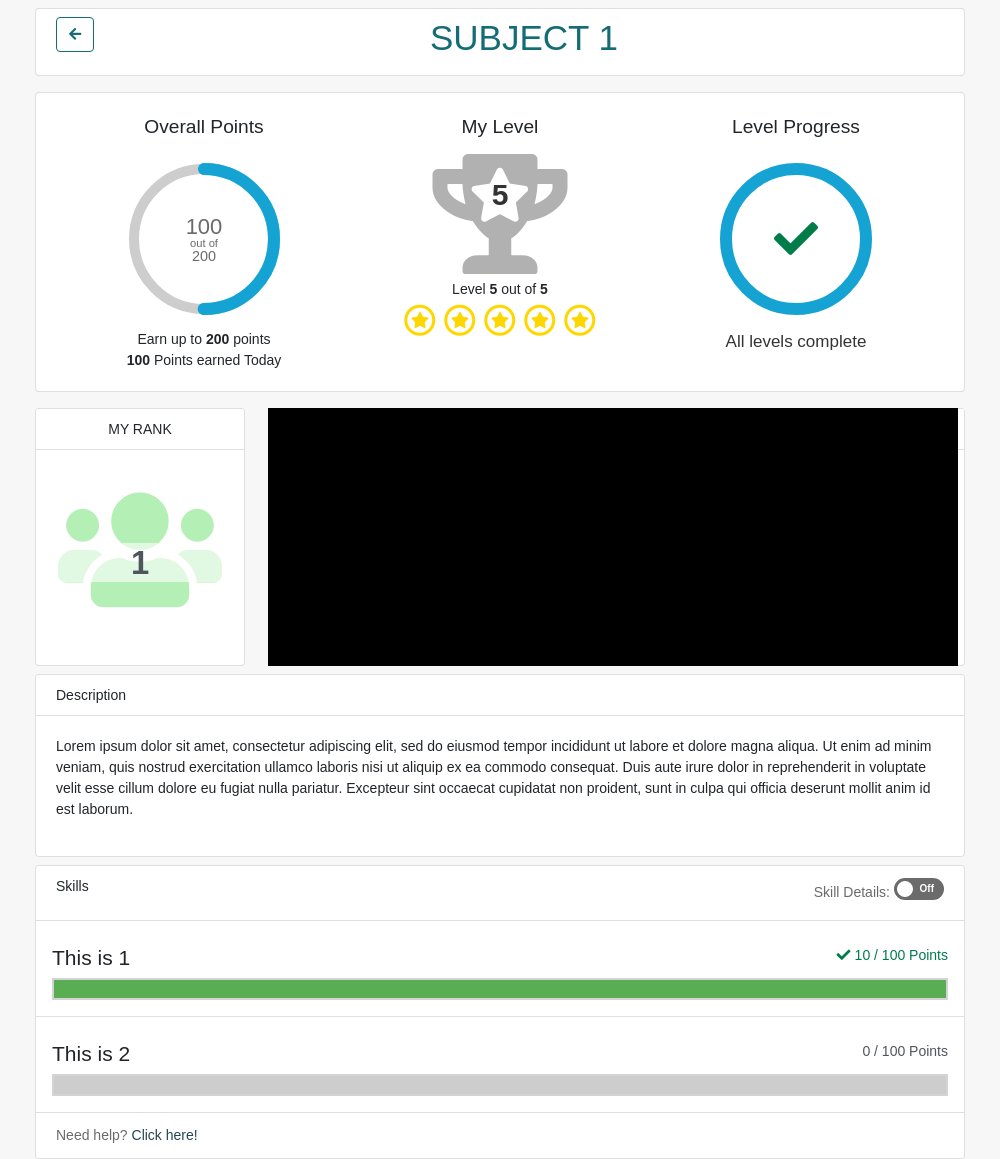 SUBJECT 1
Overall Points
My Level
Level Progress
100
out of
200
5
Level 5 out of 5
Earn up to 200 points
100 Points earned Today
All levels complete
MY RANK
1
Description
Lorem ipsum dolor sit amet, consectetur adipiscing elit, sed do eiusmod tempor incididunt ut labore et dolore magna aliqua. Ut enim ad minim
veniam, quis nostrud exercitation ullamco laboris nisi ut aliquip ex ea commodo consequat. Duis aute irure dolor in reprehenderit in voluptate
velit esse cillum dolore eu fugiat nulla pariatur. Excepteur sint occaecat cupidatat non proident, sunt in culpa qui officia deserunt mollit anim id
est laborum.
Skills
Skill Details: Off
This is 1
10 / 100 Points
This is 2
0 / 100 Points
Need help? Click here!